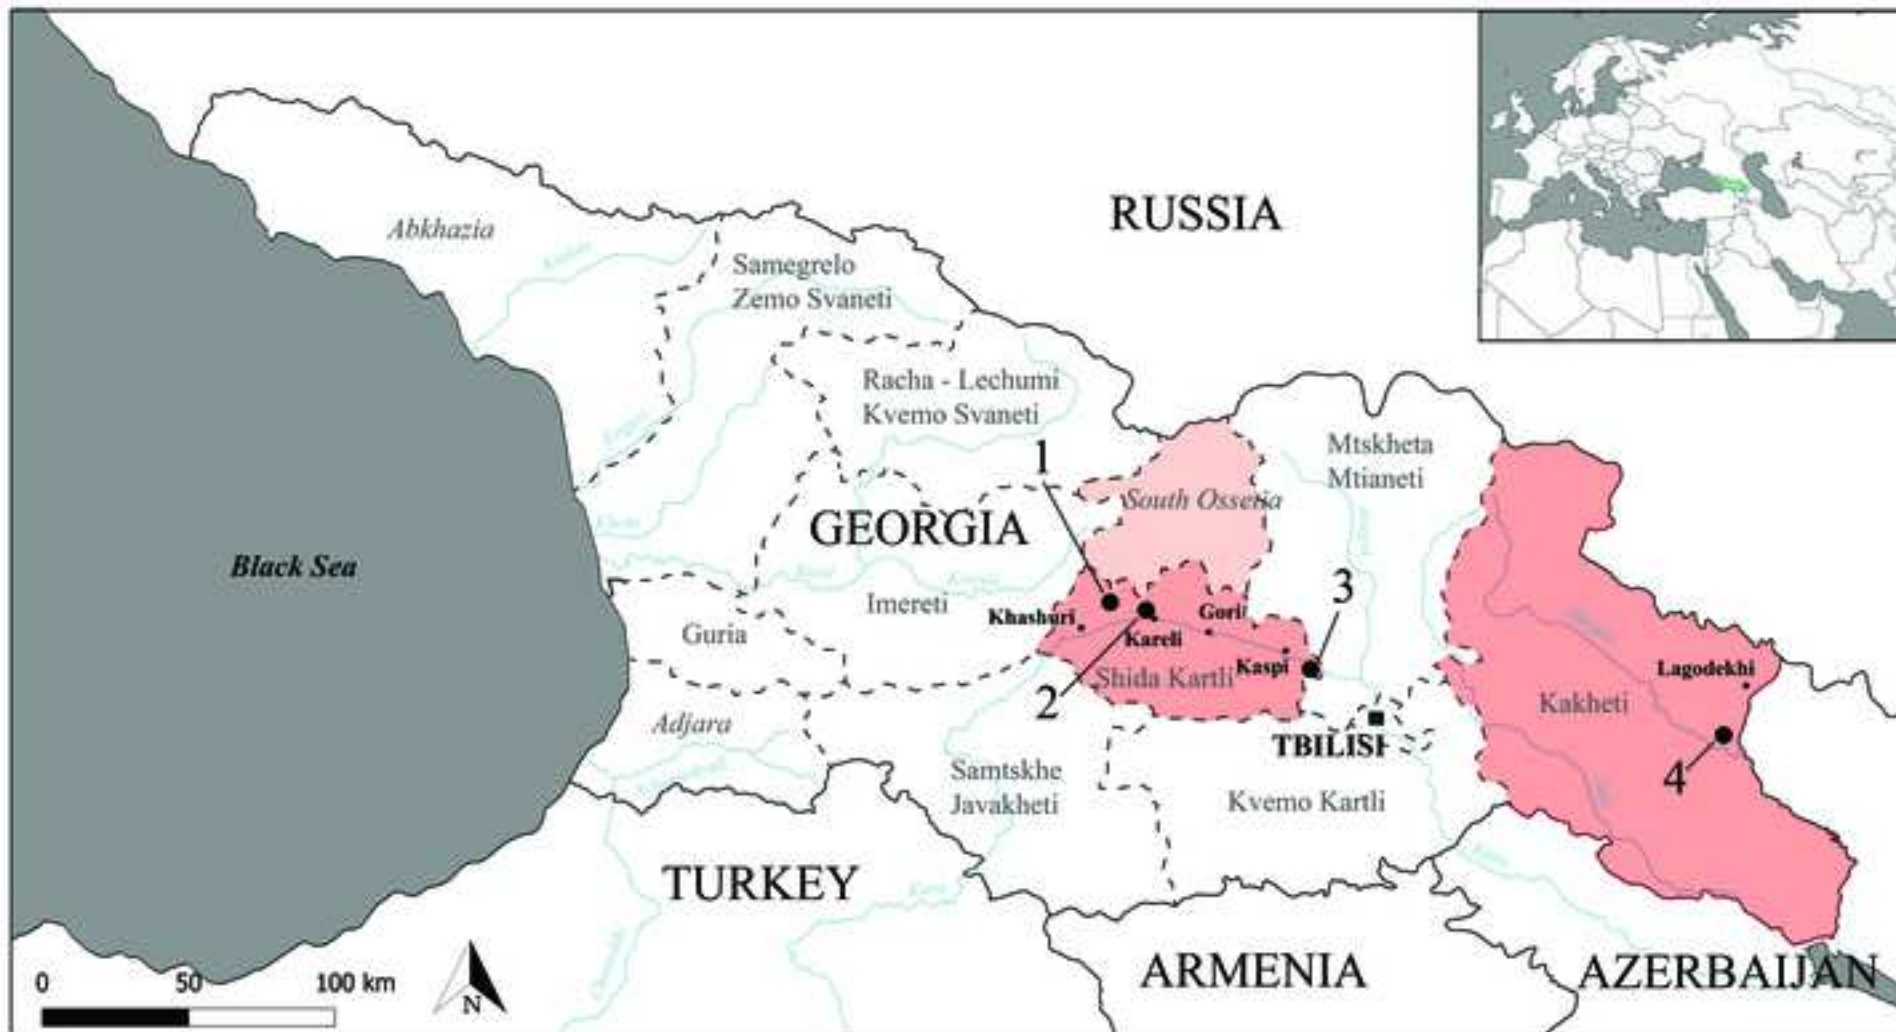 RUSSIA
Abkhazia
Samegrelo
Zemo Svaneti
Racha - Lechumi
Kvemo Svaneti
1
Mtskheta
Mtianeti
South Ossetia
GEORGIA
Black Sea
3
Imereti
Khashuri
Gori
Guria
Kareli
Kaspi
Lagodekhi
Shida Kartli
2
Kakheti
Adjara
TBILISI
4
Samtskhe
Javakheti
Kvemo Kartli
TURKEY
ARMENIA
AZERBAIJAN
0 50 100 km
N